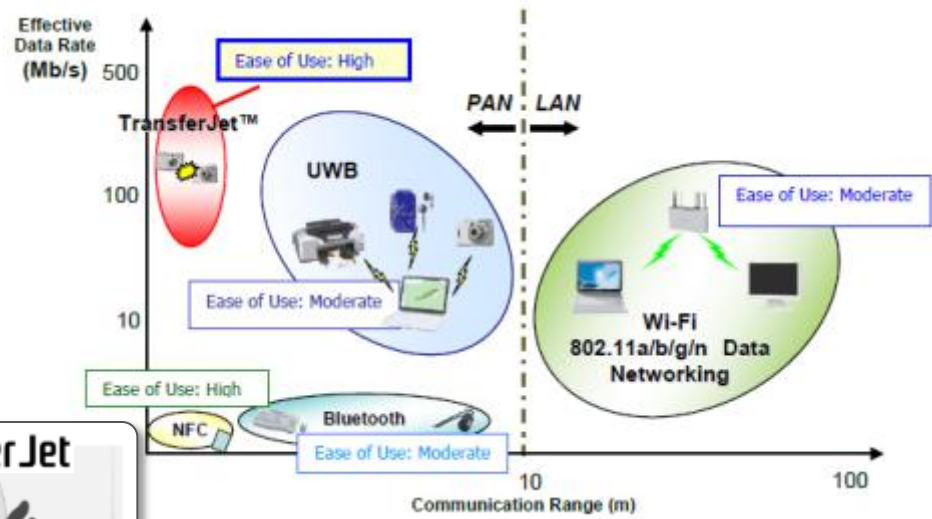 Effective
Data Rate
(Mb/s)
500
100
10
Ease of Use: High
TransferJet™
UWB
PAN
LAN
Ease of Use: Moderate
Ease of Use: Moderate
Wi-Fi
802.11a/b/g/n Data
Networking
Ease of Use: High
NFC
Bluetooth
Ease of Use: Moderate
10
100
Communication Range (m)
Jet